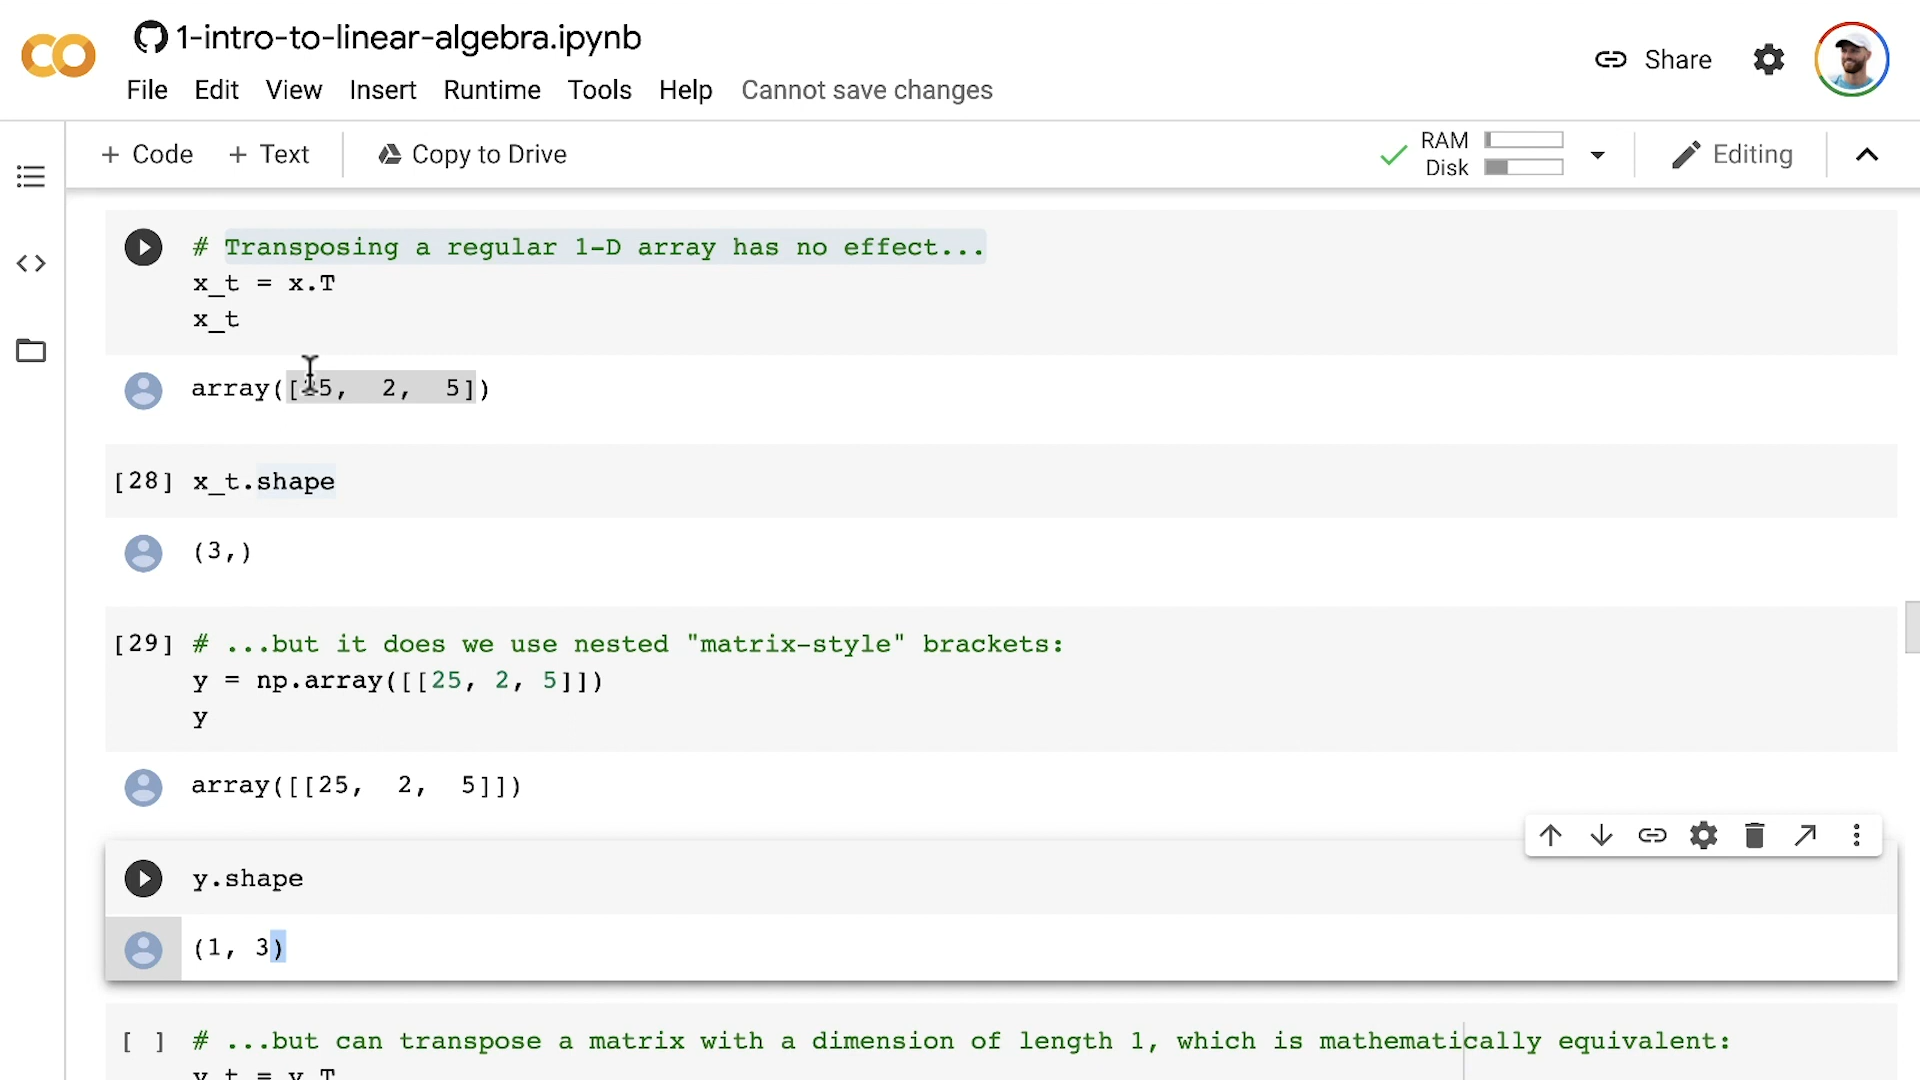 1-intro-to-linear-algebra.ipynb
File Edit View Insert Runtime Tools Help Cannot save changes
Share
+ Code + Text Copy to Drive
RAM
Disk
Editing
# Transposing a regular 1-D array has no effect...
x_t = x.T
x_t
array([25, 2, 5])
[28] x_t.shape
(3,)
[29] # ...but it does we use nested "matrix-style" brackets:
y = np.array([[25, 2, 5]])
y
array([[25, 2, 5]])
y.shape
(1, 3)
[ ] # ...but can transpose a matrix with a dimension of length 1, which is mathematically equivalent:
y_t = y.T